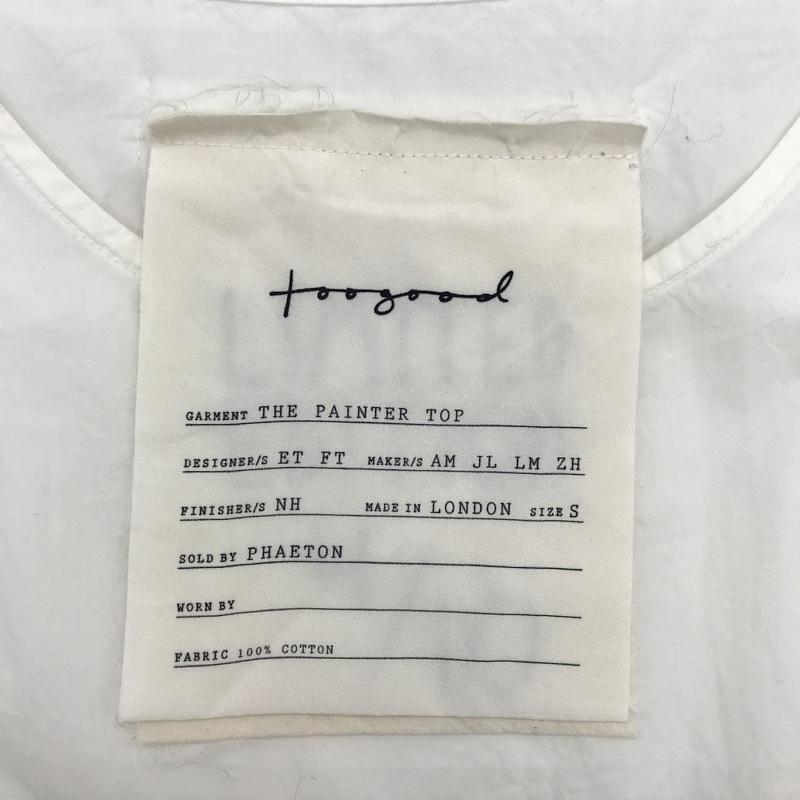 toogood
GARMENT THE PAINTER TOP
DESIGNER/S ET FT MAKER/S AM JL LM ZH
FINISHER/S NH MADE IN LONDON SIZE S
SOLD BY PHAETON
WORN BY
FABRIC 100% COTTON